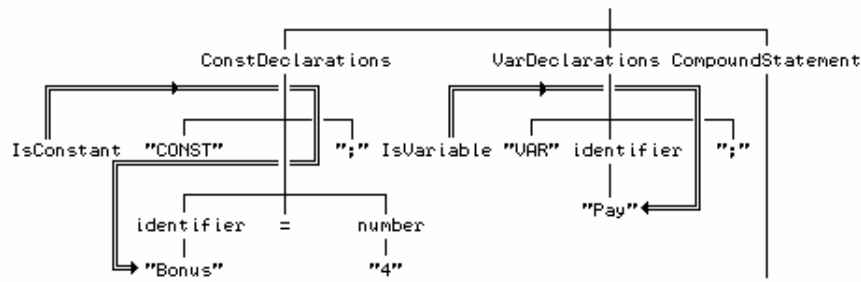 ConstDeclarations VarDeclarations CompoundStatement
IsConstant "CONST" ";" IsVariable "VAR" identifier ";"
"Pay"
identifier = number
"Bonus" "4"